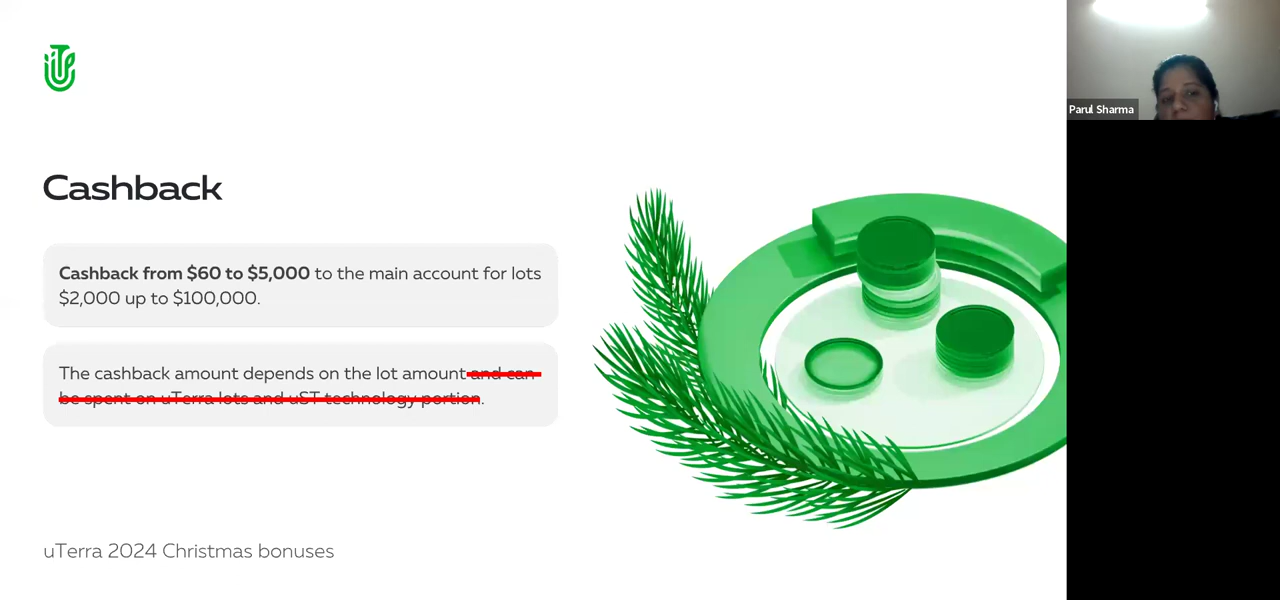 Cashback
Cashback from $60 to $5,000 to the main account for lots
$2,000 up to $100,000.
The cashback amount depends on the lot amount and can
be spent on uTerra lots and uST technology portion.
uTerra 2024 Christmas bonuses
Parul Sharma